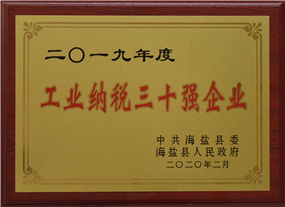 二〇一九年度
工业纳税三十强企业
中共海盐县委
海盐县人民政府
二〇二〇年二月